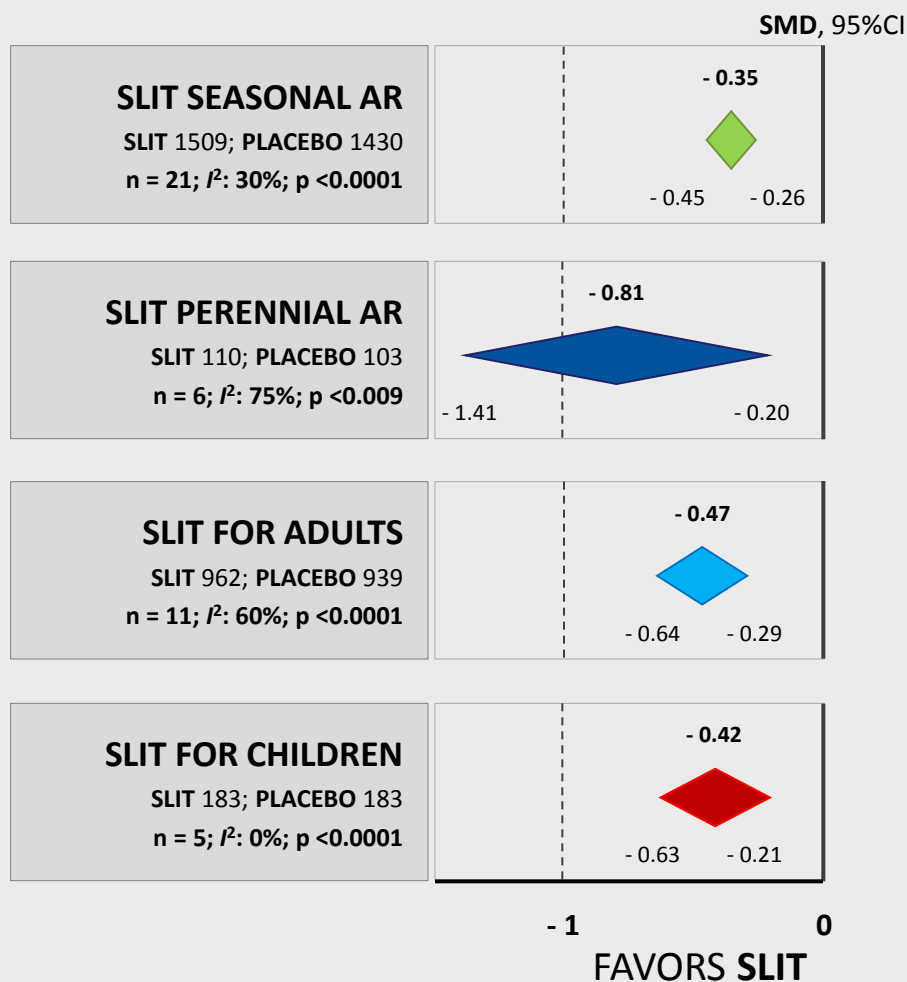 SMD, 95%CI
SLIT SEASONAL AR
SLIT 1509; PLACEBO 1430
n = 21; I²: 30%; p <0.0001
- 0.35
- 0.45
- 0.26
SLIT PERENNIAL AR
SLIT 110; PLACEBO 103
n = 6; I²: 75%; p <0.009
- 0.81
- 1.41
- 0.20
SLIT FOR ADULTS
SLIT 962; PLACEBO 939
n = 11; I²: 60%; p <0.0001
- 0.47
- 0.64
- 0.29
SLIT FOR CHILDREN
SLIT 183; PLACEBO 183
n = 5; I²: 0%; p <0.0001
- 0.42
- 0.63
- 0.21
- 1
0
FAVORS SLIT